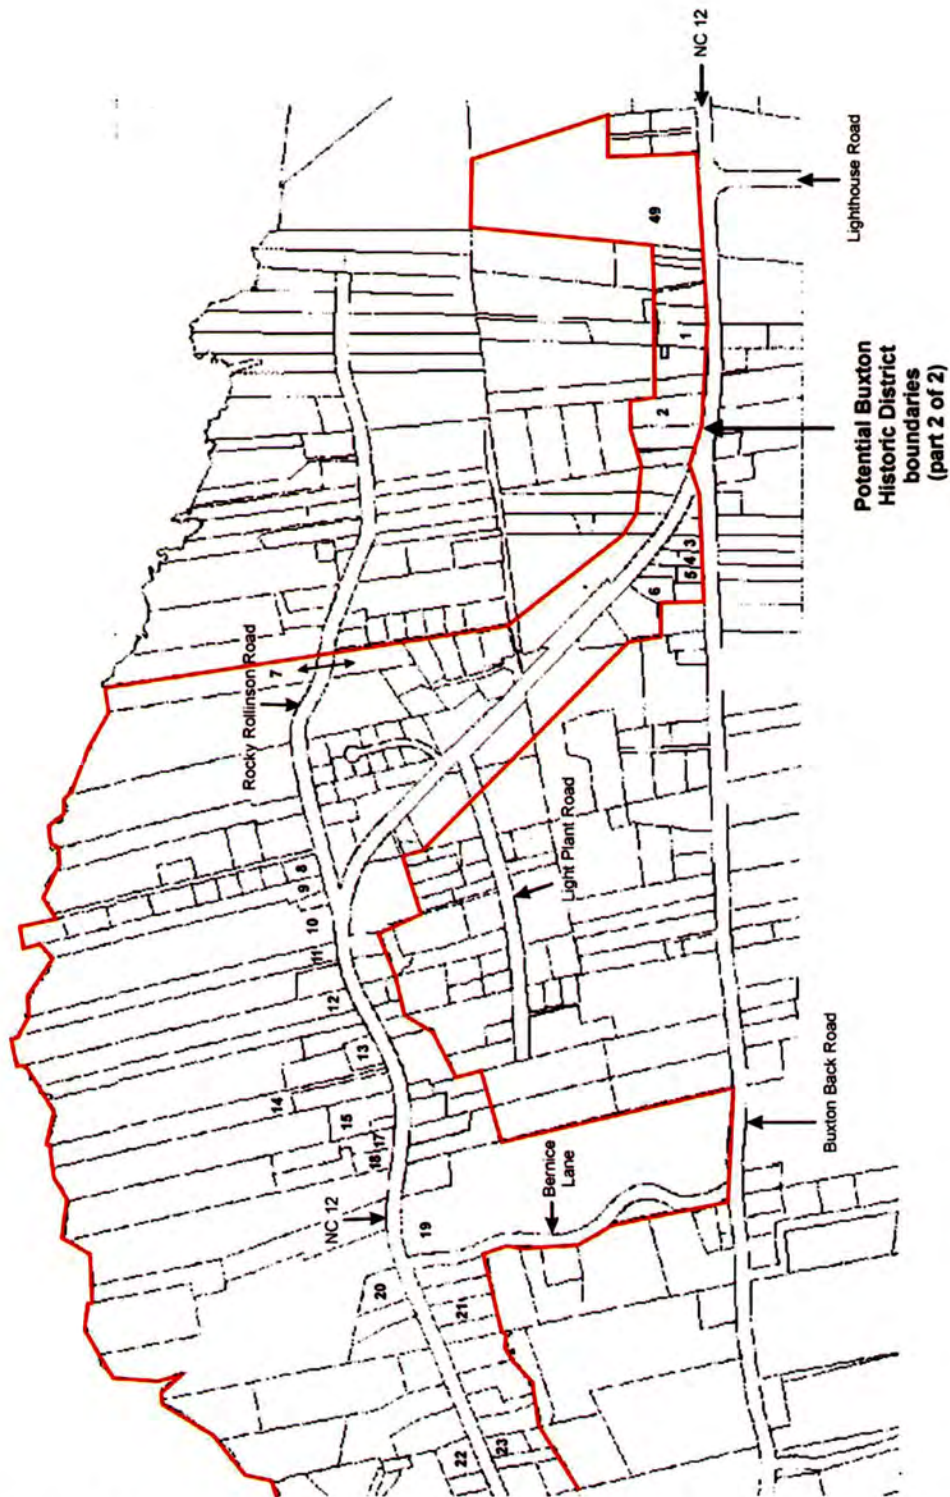 NC 12
Lighthouse Road
49
1
2
Potential Buxton
Historic District
boundaries
(part 2 of 2)
3
4
5
6
7
Rocky Rollinson Road
8
9
10
11
Light Plant Road
12
13
14
15
17
18
NC 12
19
Bernice
Lane
Buxton Back Road
20
21
22
23